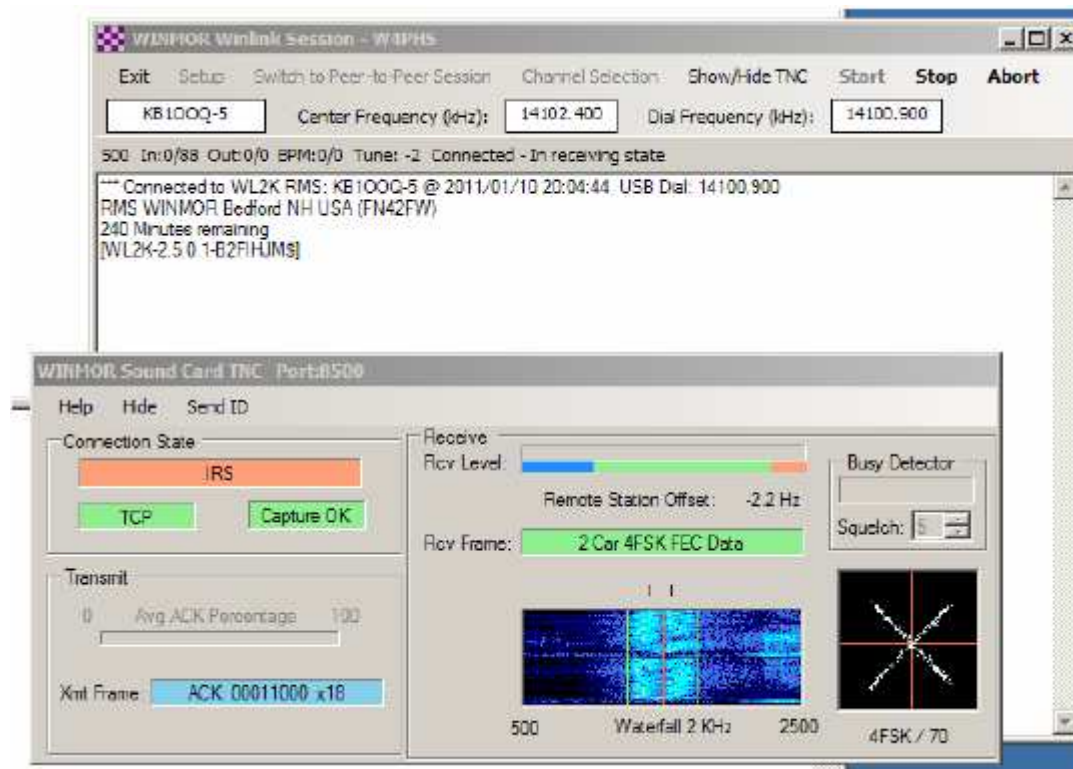 WINMOR Winlink Session - W4PHS
Exit Setup Switch to Peer-to-Peer Session Channel Selection Show/Hide TNC Start Stop Abort
KB1OOQ-5 Center Frequency (kHz): 14102.400 Dial Frequency (kHz): 14100.900
500 In:0/88 Out:0/0 BPM:0/0 Tune: -2 Connected - In receiving state
*** Connected to WL2K RMS: KB1OOQ-5 @ 2011/01/10 20:04:44 USB Dial: 14100.900
RMS WINMOR Bedford NH USA (FN42FW)
240 Minutes remaining
[WL2K-2.5.0.1-B2FIHJM$]
WINMOR Sound Card TNC Port:8500
Help Hide Send ID
Connection State
IRS
TCP Capture OK
Transmit
0 Avg ACK Percentage 100
Xmt Frame ACK 00011000 x18
Receive
Rcv Level:
Remote Station Offset: -2.2 Hz
Rcv Frame: 2 Car 4FSK FEC Data
500 Waterfall 2 KHz 2500
Busy Detector
Squelch: 5
4FSK / 70